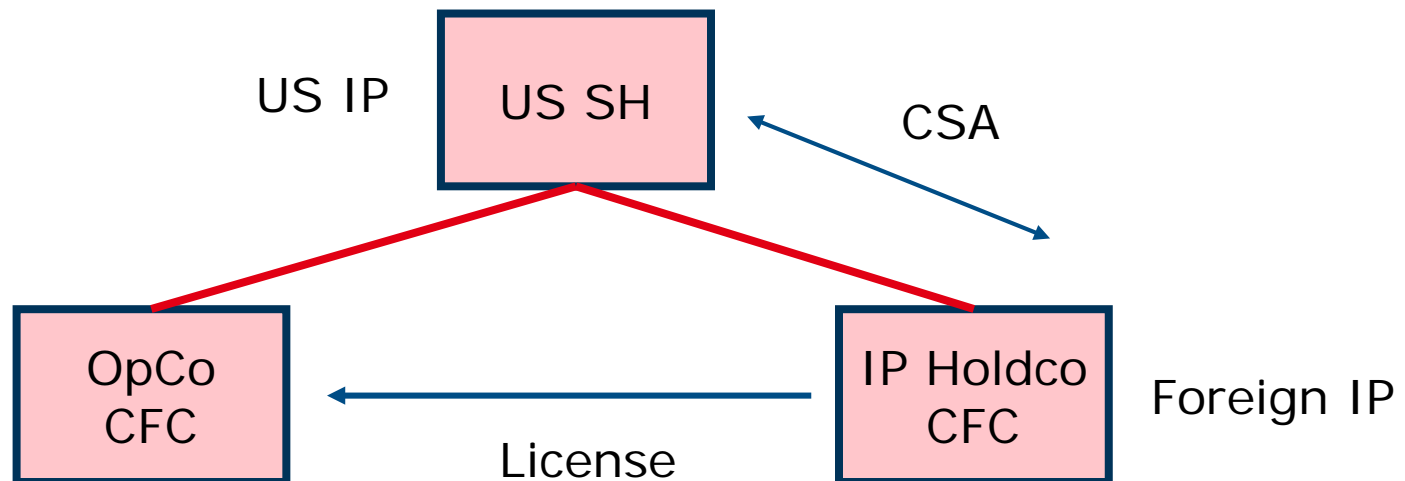 US IP
US SH
CSA
OpCo
CFC
License
IP Holdco
CFC
Foreign IP